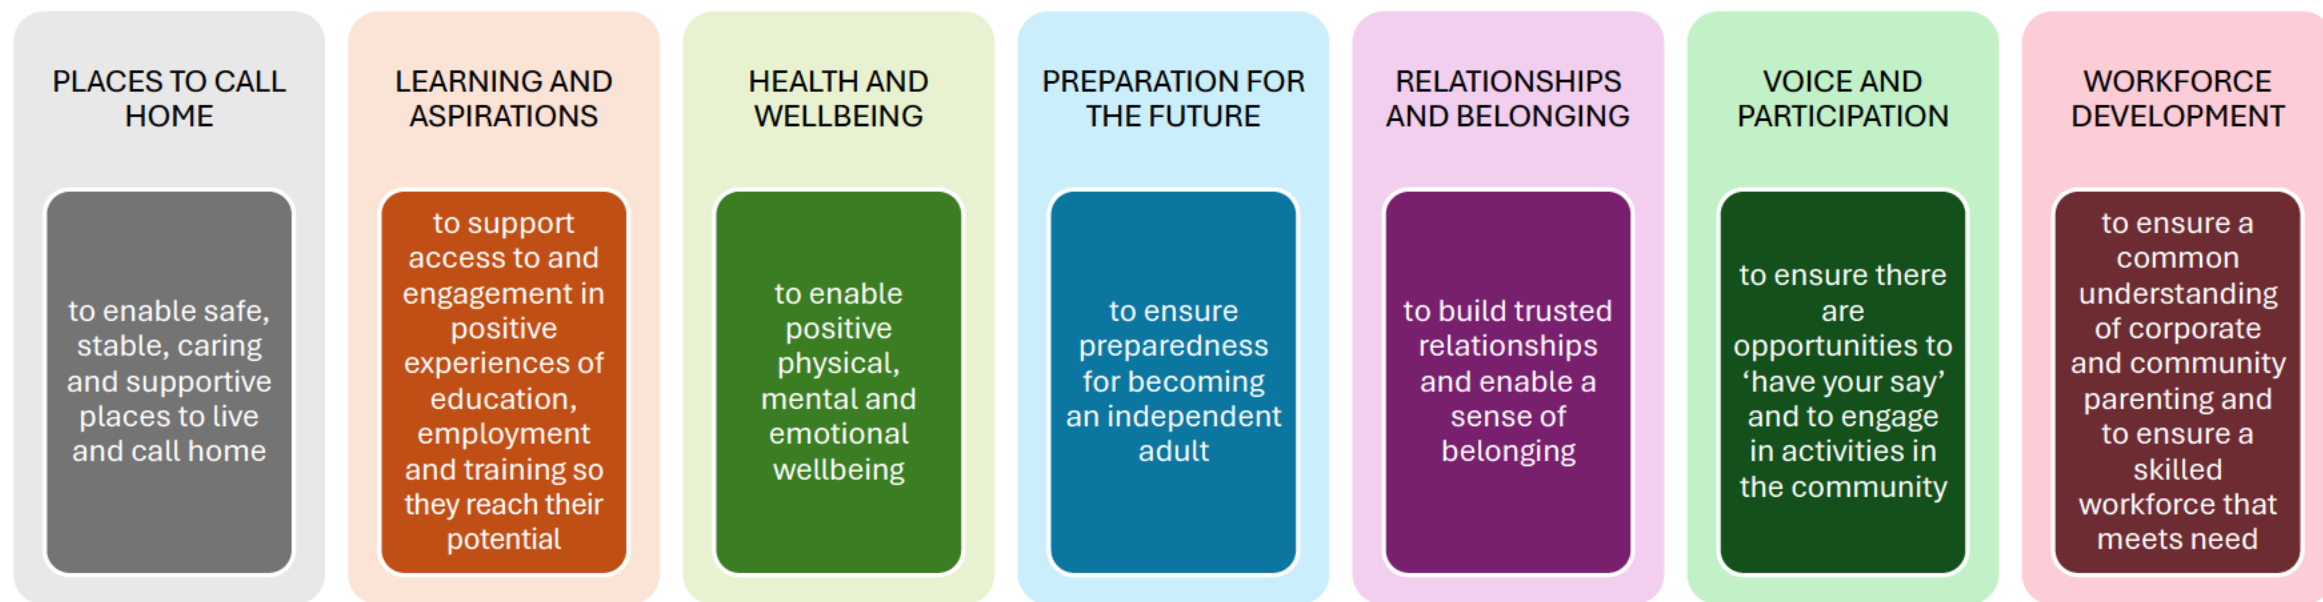 PLACES TO CALL
HOME
to enable safe,
stable, caring
and supportive
places to live
and call home
LEARNING AND
ASPIRATIONS
to support
access to and
engagement in
positive
experiences of
education,
employment
and training so
they reach their
potential
HEALTH AND
WELLBEING
to enable
positive
physical,
mental and
emotional
wellbeing
PREPARATION FOR
THE FUTURE
to ensure
preparedness
for becoming
an independent
adult
RELATIONSHIPS
AND BELONGING
to build trusted
relationships
and enable a
sense of
belonging
VOICE AND
PARTICIPATION
to ensure there
are
opportunities to
‘have your say’
and to engage
in activities in
the community
WORKFORCE
DEVELOPMENT
to ensure a
common
understanding
of corporate
and community
parenting and
to ensure a
skilled
workforce that
meets need